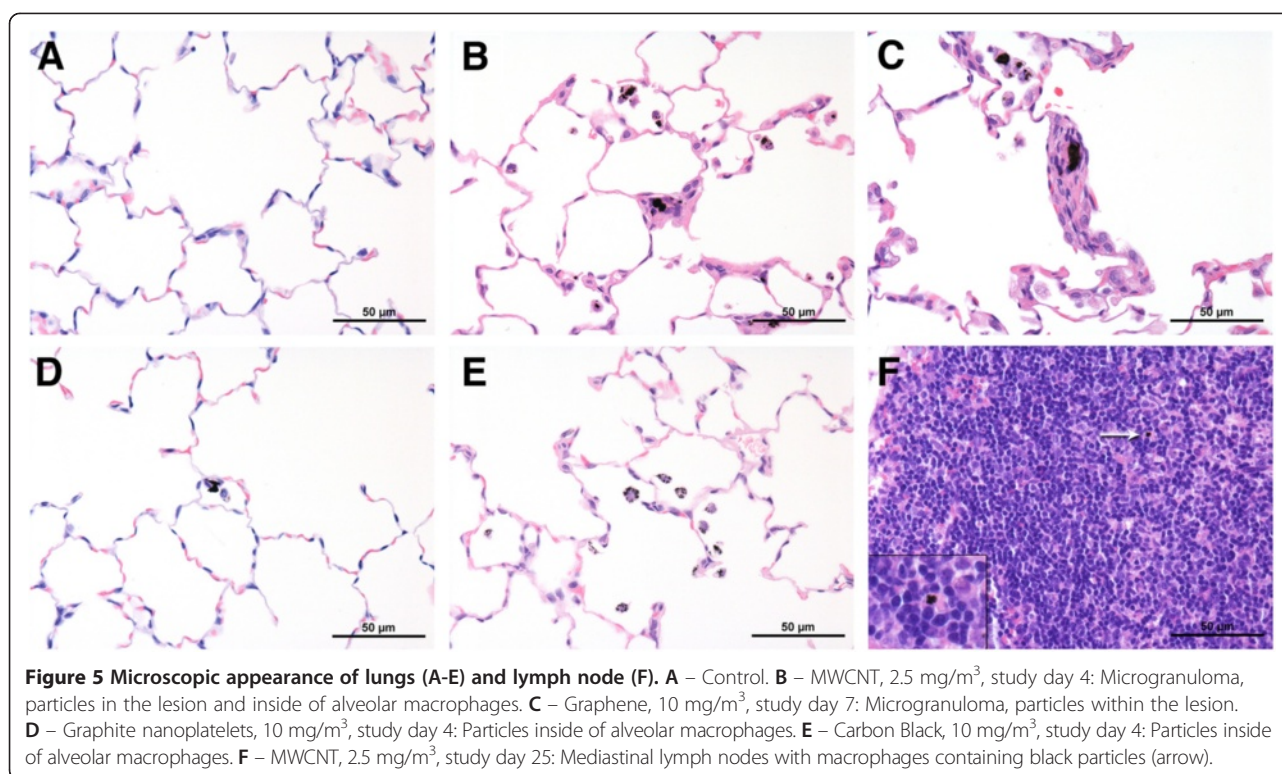 A
B
C
50 µm
50 µm
50 µm
D
E
F
50 µm
50 µm
50 µm
Figure 5 Microscopic appearance of lungs (A-E) and lymph node (F). A – Control. B – MWCNT, 2.5 mg/m³, study day 4: Microgranuloma,
particles in the lesion and inside of alveolar macrophages. C – Graphene, 10 mg/m³, study day 7: Microgranuloma, particles within the lesion.
D – Graphite nanoplatelets, 10 mg/m³, study day 4: Particles inside of alveolar macrophages. E – Carbon Black, 10 mg/m³, study day 4: Particles inside
of alveolar macrophages. F – MWCNT, 2.5 mg/m³, study day 25: Mediastinal lymph nodes with macrophages containing black particles (arrow).